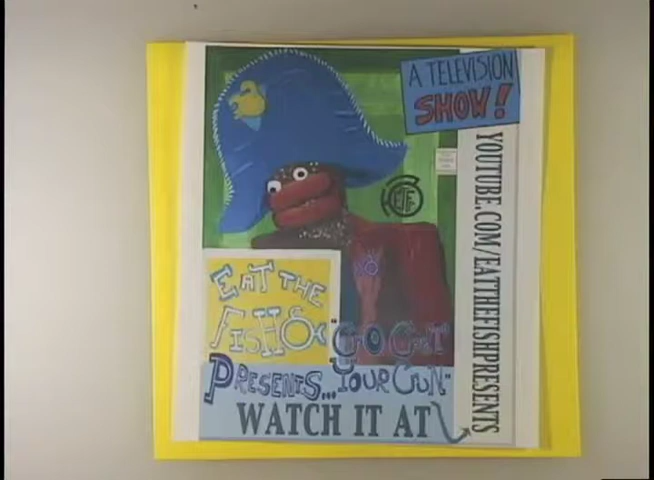 A TELEVISION
SHOW!
EAT THE
FISH
PRESENTS...
"GO GET
YOUR GUN."
WATCH IT AT
YOUTUBE.COM/EATTHEFISHPRESENTS